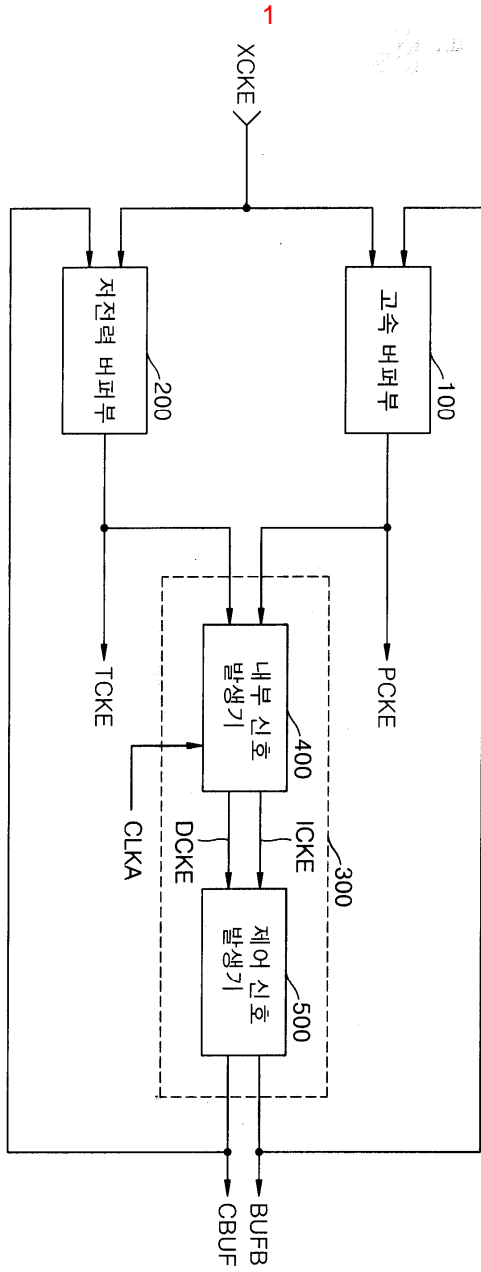 1
XCKE
고속 버퍼부
100
저전력 버퍼부
200
PCKE
TCKE
내부 신호
발생기
400
CLKA
ICKE
DCKE
300
제어 신호
발생기
500
BUFB
CBUF